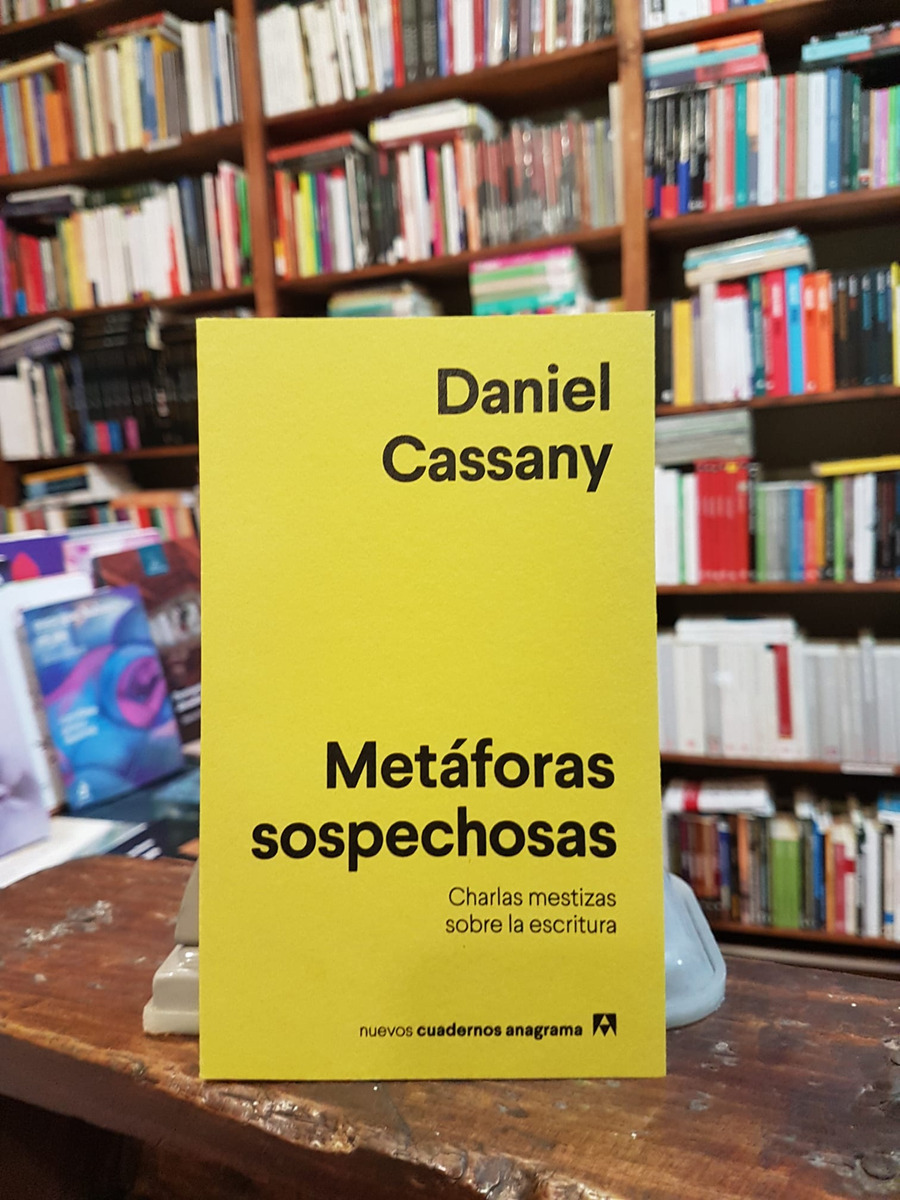 Daniel
Cassany
Metáforas
sospechosas
Charlas mestizas
sobre la escritura
nuevos cuadernos anagrama